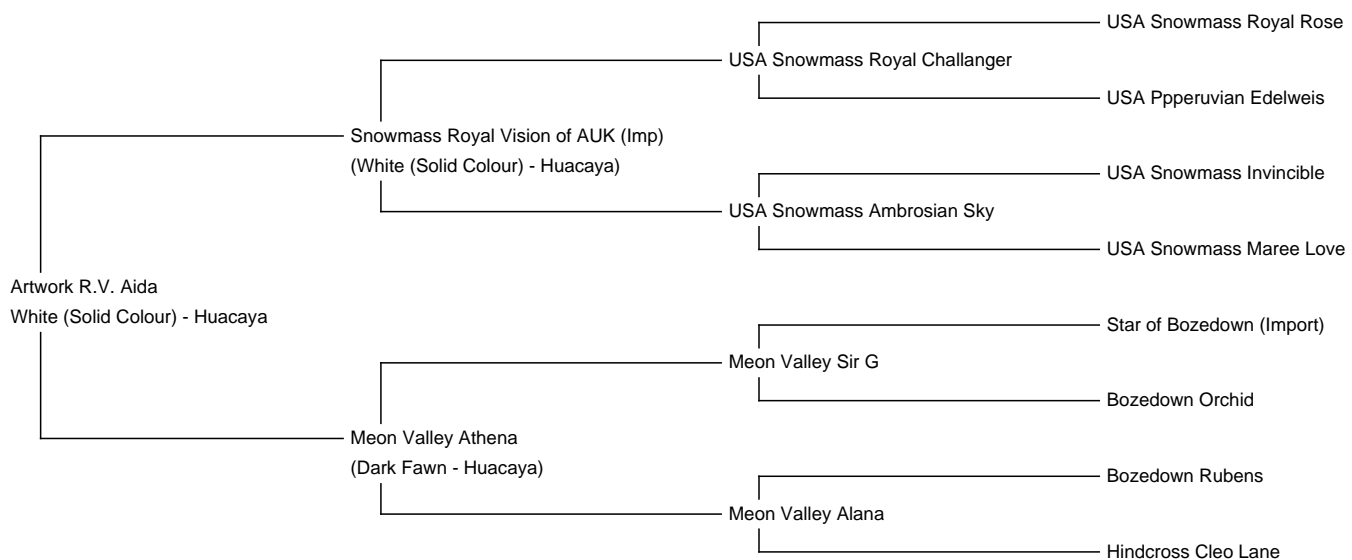 USA Snowmass Royal Rose
USA Snowmass Royal Challanger
USA Ppperuvian Edelweis
Snowmass Royal Vision of AUK (Imp)
(White (Solid Colour) - Huacaya)
USA Snowmass Invincible
USA Snowmass Ambrosian Sky
USA Snowmass Maree Love
Artwork R.V. Aida
White (Solid Colour) - Huacaya
Star of Bozedown (Import)
Meon Valley Sir G
Bozedown Orchid
Meon Valley Athena
(Dark Fawn - Huacaya)
Bozedown Rubens
Meon Valley Alana
Hindcross Cleo Lane